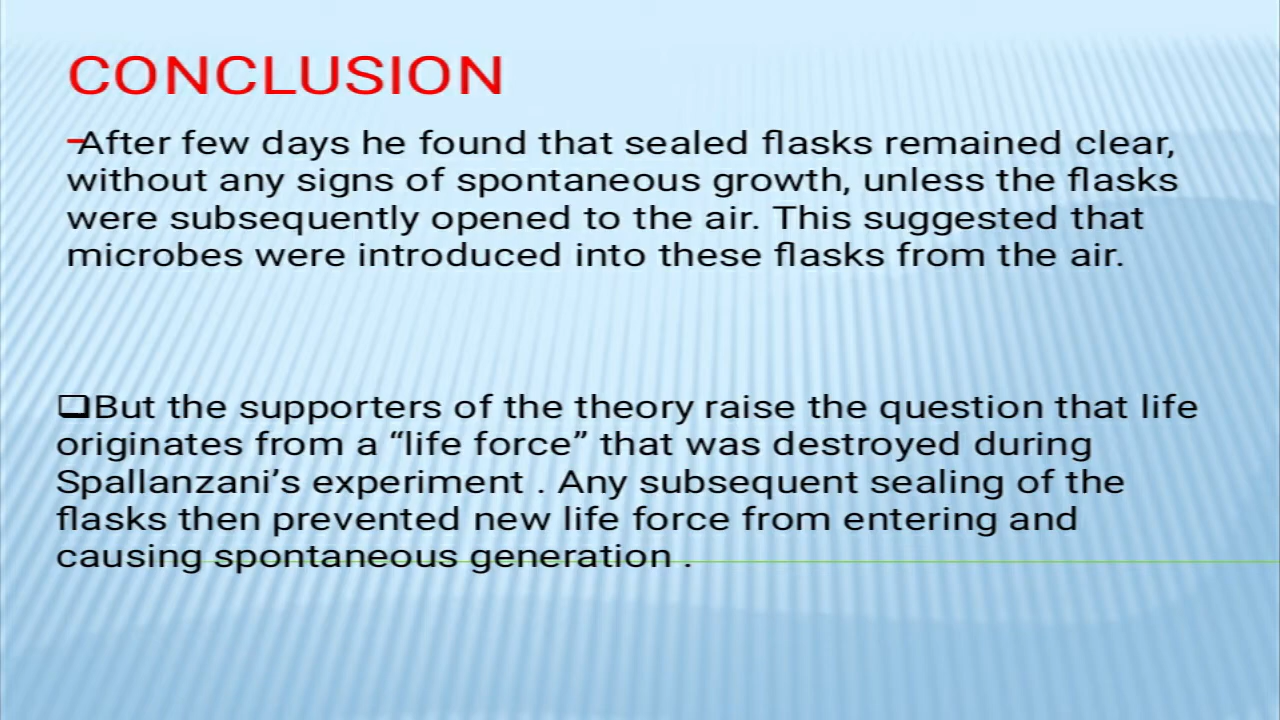 CONCLUSION
-After few days he found that sealed flasks remained clear,
without any signs of spontaneous growth, unless the flasks
were subsequently opened to the air. This suggested that
microbes were introduced into these flasks from the air.
❑But the supporters of the theory raise the question that life
originates from a “life force” that was destroyed during
Spallanzani’s experiment . Any subsequent sealing of the
flasks then prevented new life force from entering and
causing spontaneous generation .